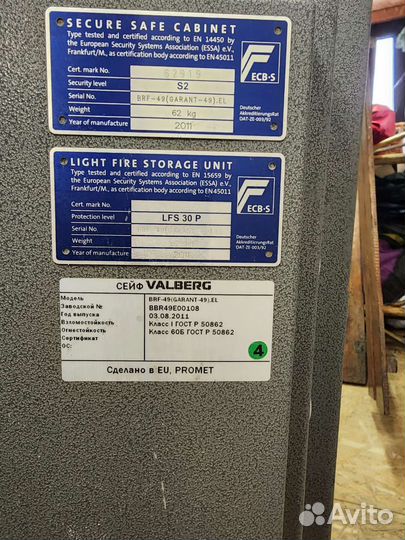 SECURE SAFE CABINET
Type tested and certified according to EN 14450 by
the European Security Systems Association (ESSA) e.V.,
Frankfurt/M., as certification body according to EN45011
Cert. mark No.
Security level S2
Serial No. BRF-49(GARANT-49).EL
Weight 62 kg
Year of manufacture 2011
ECB·S
Deutscher
Akkreditierungsrat
DAT-ZE-003/92
LIGHT FIRE STORAGE UNIT
Type tested and certified according to EN 15659 by
the European Security Systems Association (ESSA) e.V.,
Frankfurt/M., as certification body according to EN45011
Cert. mark No.
Protection level LFS 30 P
Serial No.
Weight
Year of manufacture
ECB·S
Deutscher
Akkreditierungsrat
DAT-ZE-003/92
СЕЙФ VALBERG
Модель BRF-49(GARANT-49).EL
Заводской № BBR49E00108
Год выпуска 03.08.2011
Взломостойкость Класс I ГОСТ Р 50862
Огнестойкость Класс 60Б ГОСТ Р 50862
Сертификат
ОС:
4
Сделано в EU, PROMET
Avito